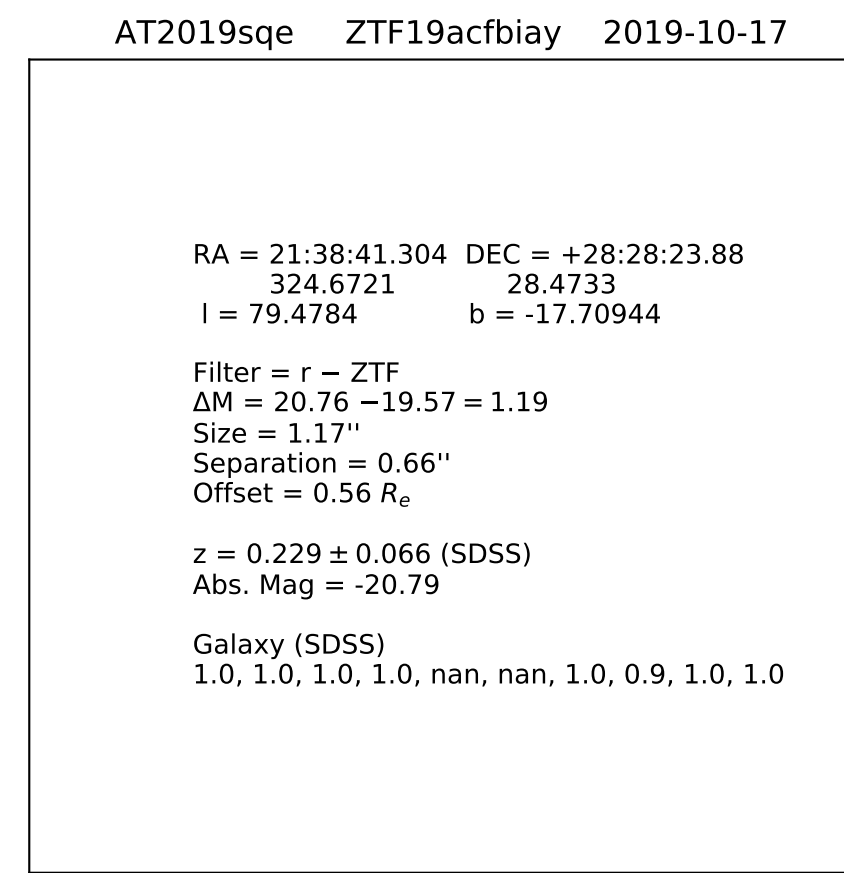 AT2019sqe ZTF19acfbiay 2019-10-17
RA = 21:38:41.304 DEC = +28:28:23.88
324.6721 28.4733
l = 79.4784 b = -17.70944
Filter = r − ZTF
ΔM = 20.76 −19.57 = 1.19
Size = 1.17''
Separation = 0.66''
Offset = 0.56 Rₑ
z = 0.229 ± 0.066 (SDSS)
Abs. Mag = -20.79
Galaxy (SDSS)
1.0, 1.0, 1.0, 1.0, nan, nan, 1.0, 0.9, 1.0, 1.0